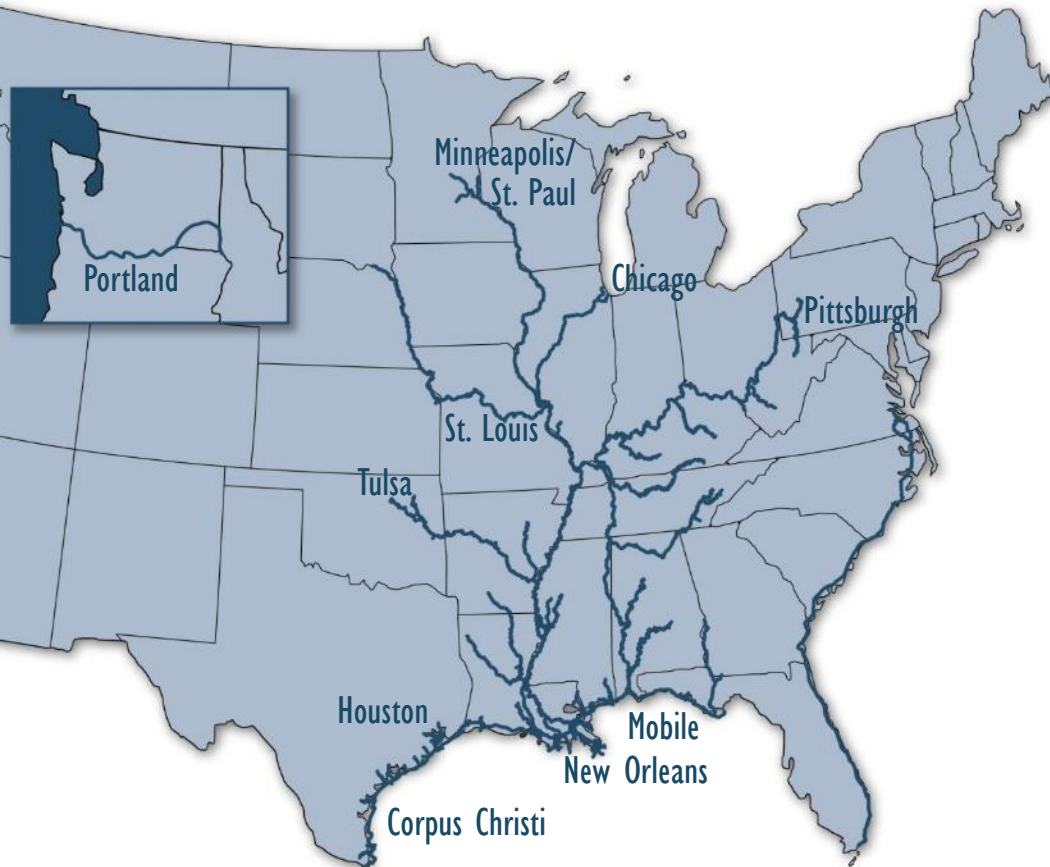 Minneapolis/
St. Paul
Portland
Chicago
Pittsburgh
St. Louis
Tulsa
Houston
Mobile
New Orleans
Corpus Christi